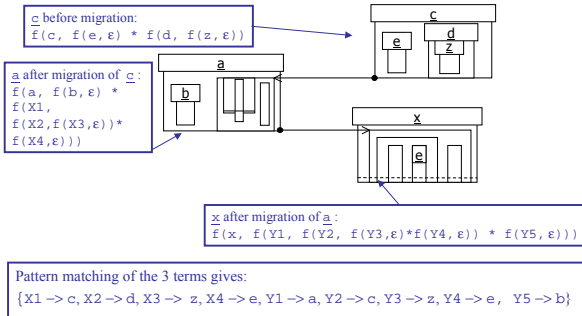 c before migration:
f(c, f(e,ε) * f(d, f(z,ε))
c
e
d
z
a after migration of c :
f(a, f(b,ε) *
f(X1,
f(X2,f(X3,ε))*
f(X4,ε)))
a
b
x
e
x after migration of a :
f(x, f(Y1, f(Y2, f(Y3,ε)*f(Y4,ε)) * f(Y5,ε)))
Pattern matching of the 3 terms gives:
{X1 -> c, X2 -> d, X3 -> z, X4 -> e, Y1 -> a, Y2 -> c, Y3 -> z, Y4 -> e, Y5 -> b}